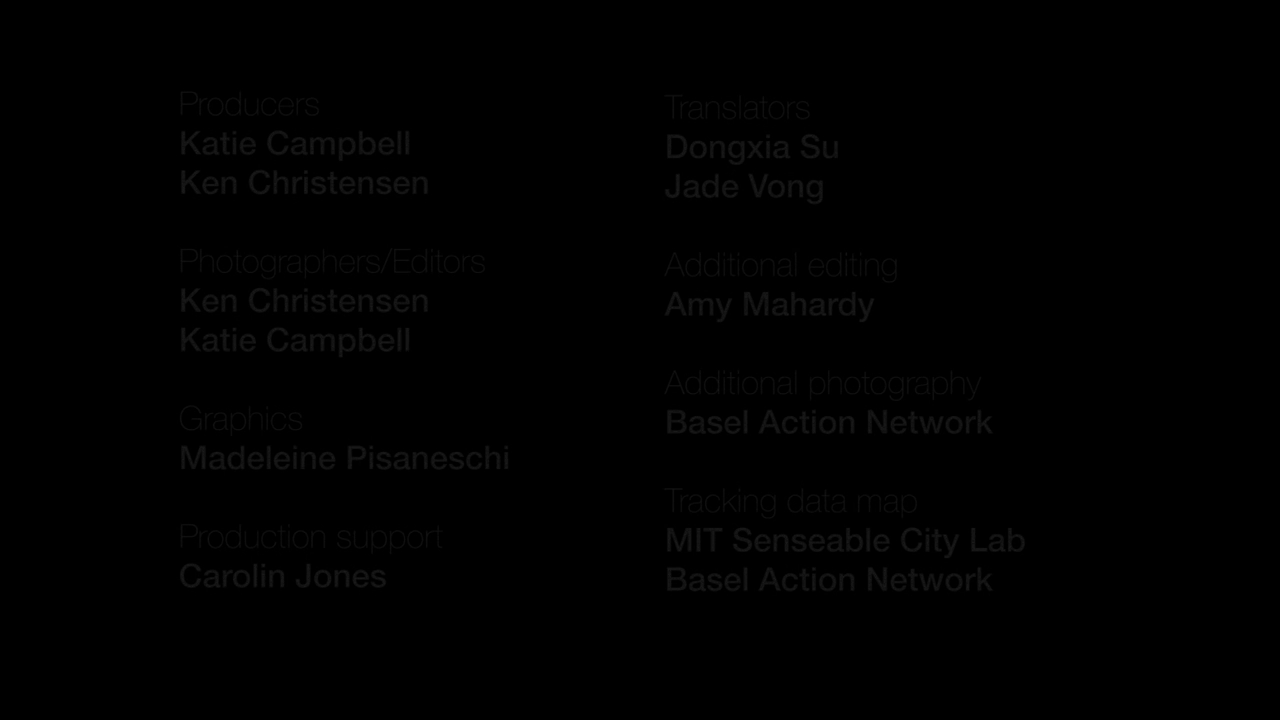 Producers
Katie Campbell
Ken Christensen
Photographers/Editors
Ken Christensen
Katie Campbell
Graphics
Madeleine Pisaneschi
Production support
Carolin Jones
Translators
Dongxia Su
Jade Vong
Additional editing
Amy Mahardy
Additional photography
Basel Action Network
Tracking data map
MIT Senseable City Lab
Basel Action Network